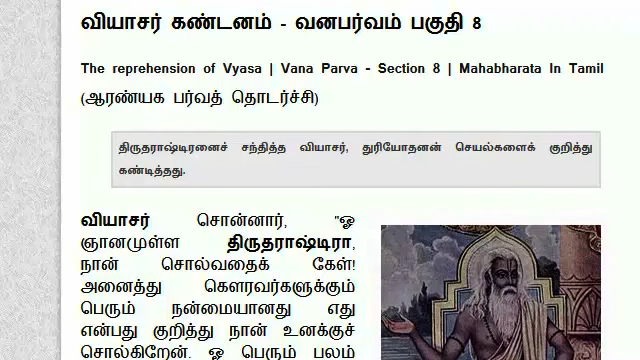 வியாசர் கண்டனம் - வனபர்வம் பகுதி 8
The reprehension of Vyasa | Vana Parva - Section 8 | Mahabharata In Tamil
(ஆரண்யக பர்வத் தொடர்ச்சி)
திருதராஷ்டிரனைச் சந்தித்த வியாசர், துரியோதனன் செயல்களைக் குறித்து
கண்டித்தது.
வியாசர் சொன்னார், "ஓ
ஞானமுள்ள திருதராஷ்டிரா,
நான் சொல்வதைக் கேள்!
அனைத்து கௌரவர்களுக்கும்
பெரும் நன்மையானது எது
என்பது குறித்து நான் உனக்குச்
சொல்கிறேன். ஓ பெரும் பலம்